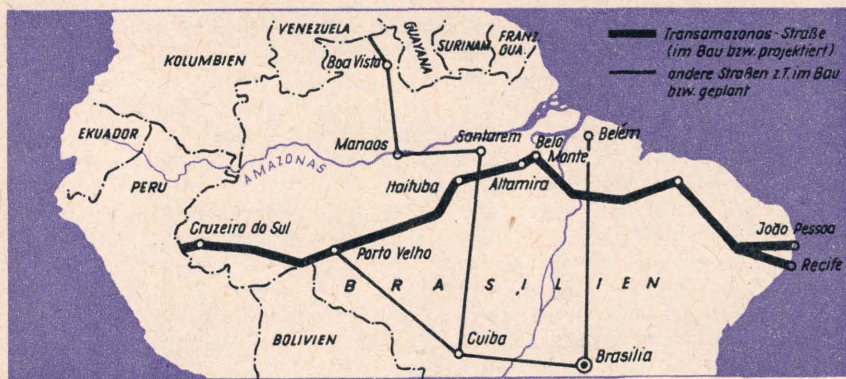 VENEZUELA
GUAYANA
SURINAM
FRANZ.
GUA.
Transamazonas-Straße
(im Bau bzw. projektiert)
andere Straßen z.T. im Bau
bzw. geplant
KOLUMBIEN
Boa Vista
EKUADOR
Manaos
Santarem
Belo
Monte
Belém
AMAZONAS
PERU
Itaituba
Altamira
Cruzeiro do Sul
Porto Velho
João Pessoa
Recife
BRASILIEN
BOLIVIEN
Cuiba
Brasilia